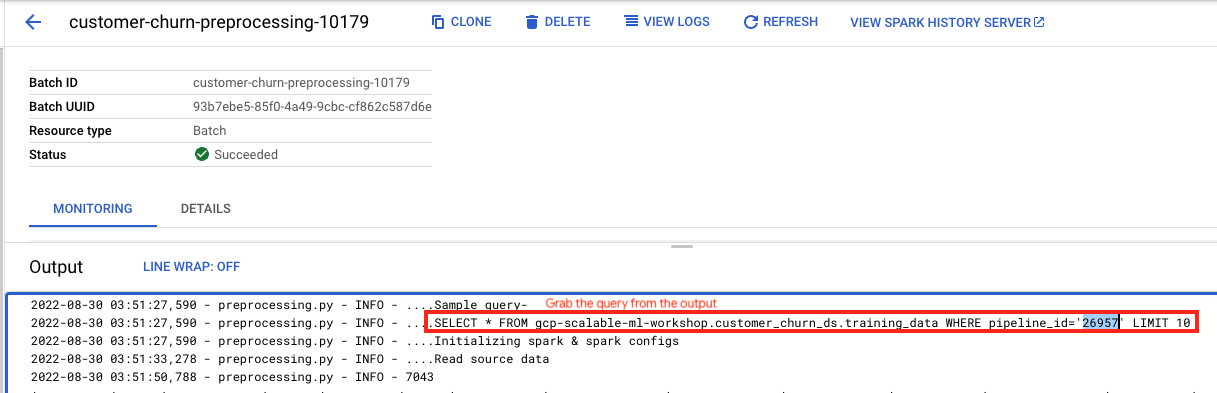 customer-churn-preprocessing-10179 CLONE DELETE VIEW LOGS REFRESH VIEW SPARK HISTORY SERVER
Batch ID customer-churn-preprocessing-10179
Batch UUID 93b7ebe5-85f0-4a49-9cbc-cf862c587d6e
Resource type Batch
Status Succeeded
MONITORING DETAILS
Output LINE WRAP: OFF
2022-08-30 03:51:27,590 - preprocessing.py - INFO - ....Sample query- Grab the query from the output
2022-08-30 03:51:27,590 - preprocessing.py - INFO - ....SELECT * FROM gcp-scalable-ml-workshop.customer_churn_ds.training_data WHERE pipeline_id='26957' LIMIT 10
2022-08-30 03:51:27,590 - preprocessing.py - INFO - ....Initializing spark & spark configs
2022-08-30 03:51:33,278 - preprocessing.py - INFO - ....Read source data
2022-08-30 03:51:50,788 - preprocessing.py - INFO - 7043